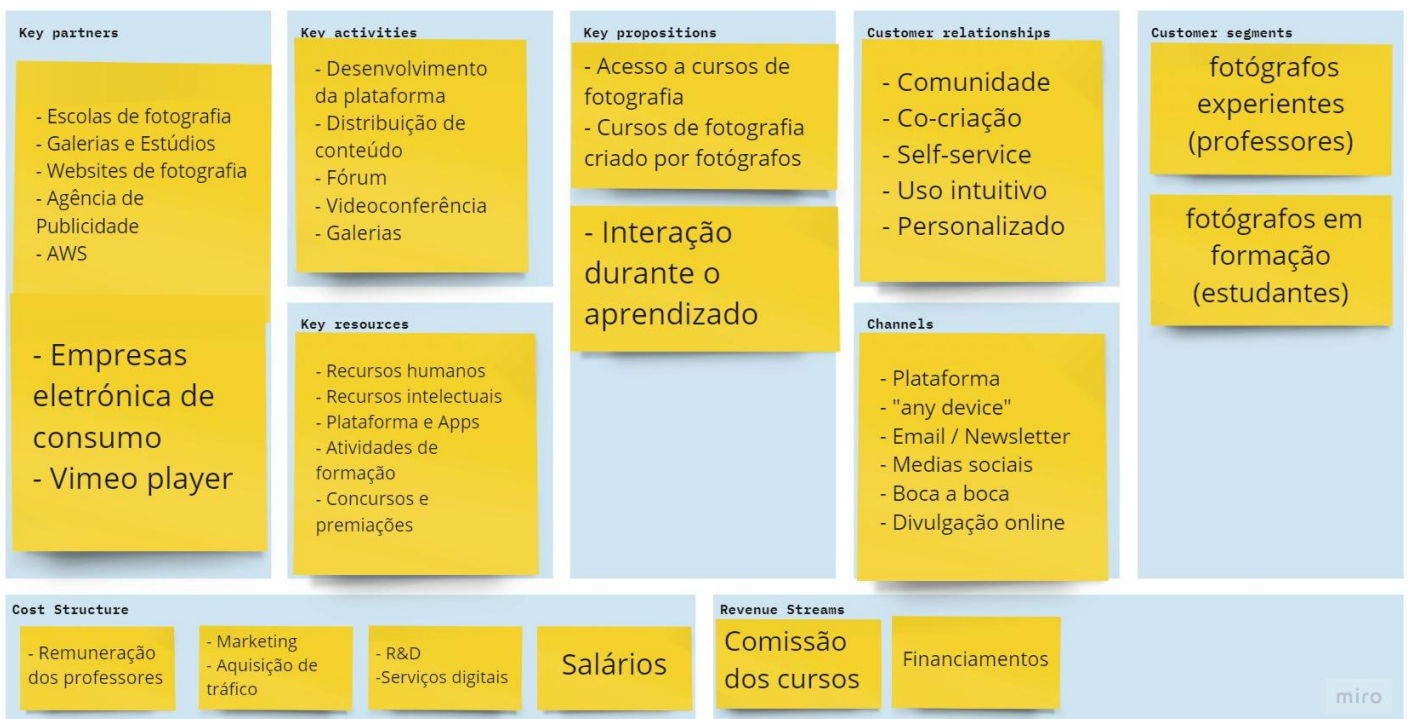 Key partners
- Escolas de fotografia
- Galerias e Estúdios
- Websites de fotografia
- Agência de
Publicidade
- AWS
- Empresas
eletrónica de
consumo
- Vimeo player
Key activities
- Desenvolvimento
da plataforma
- Distribuição de
conteúdo
- Fórum
- Videoconferência
- Galerias
Key resources
- Recursos humanos
- Recursos intelectuais
- Plataforma e Apps
- Atividades de
formação
- Concursos e
premiações
Key propositions
- Acesso a cursos de
fotografia
- Cursos de fotografia
criado por fotógrafos
- Interação
durante o
aprendizado
Customer relationships
- Comunidade
- Co-criação
- Self-service
- Uso intuitivo
- Personalizado
Channels
- Plataforma
- "any device"
- Email / Newsletter
- Medias sociais
- Boca a boca
- Divulgação online
Customer segments
fotógrafos
experientes
(professores)
fotógrafos em
formação
(estudantes)
Cost Structure
- Remuneração
dos professores
- Marketing
- Aquisição de
tráfico
- R&D
-Serviços digitais
Salários
Revenue Streams
Comissão
dos cursos
Financiamentos
miro